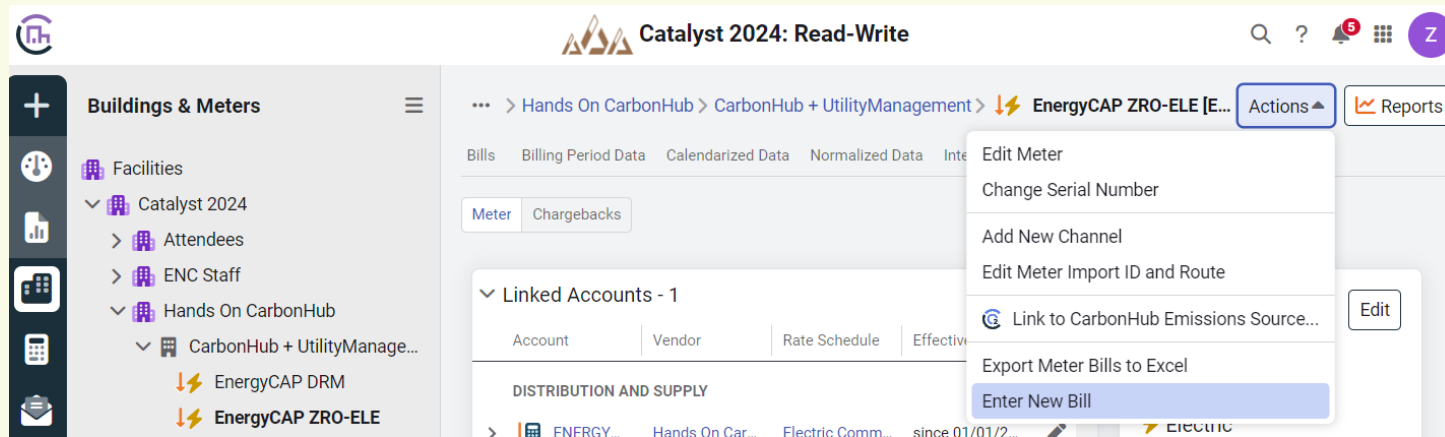 Catalyst 2024: Read-Write
5
Z
Buildings & Meters
Facilities
Catalyst 2024
Attendees
ENC Staff
Hands On CarbonHub
CarbonHub + UtilityManage...
EnergyCAP DRM
EnergyCAP ZRO-ELE
... > Hands On CarbonHub > CarbonHub + UtilityManagement > EnergyCAP ZRO-ELE [E... Actions Reports
Bills Billing Period Data Calendarized Data Normalized Data Inte
Meter Chargebacks
Linked Accounts - 1
Account Vendor Rate Schedule Effective
DISTRIBUTION AND SUPPLY
ENERGY... Hands On Car... Electric Comm... since 01/01/2...
Edit Meter
Change Serial Number
Add New Channel
Edit Meter Import ID and Route
Link to CarbonHub Emissions Source...
Export Meter Bills to Excel
Enter New Bill
Edit
Electric